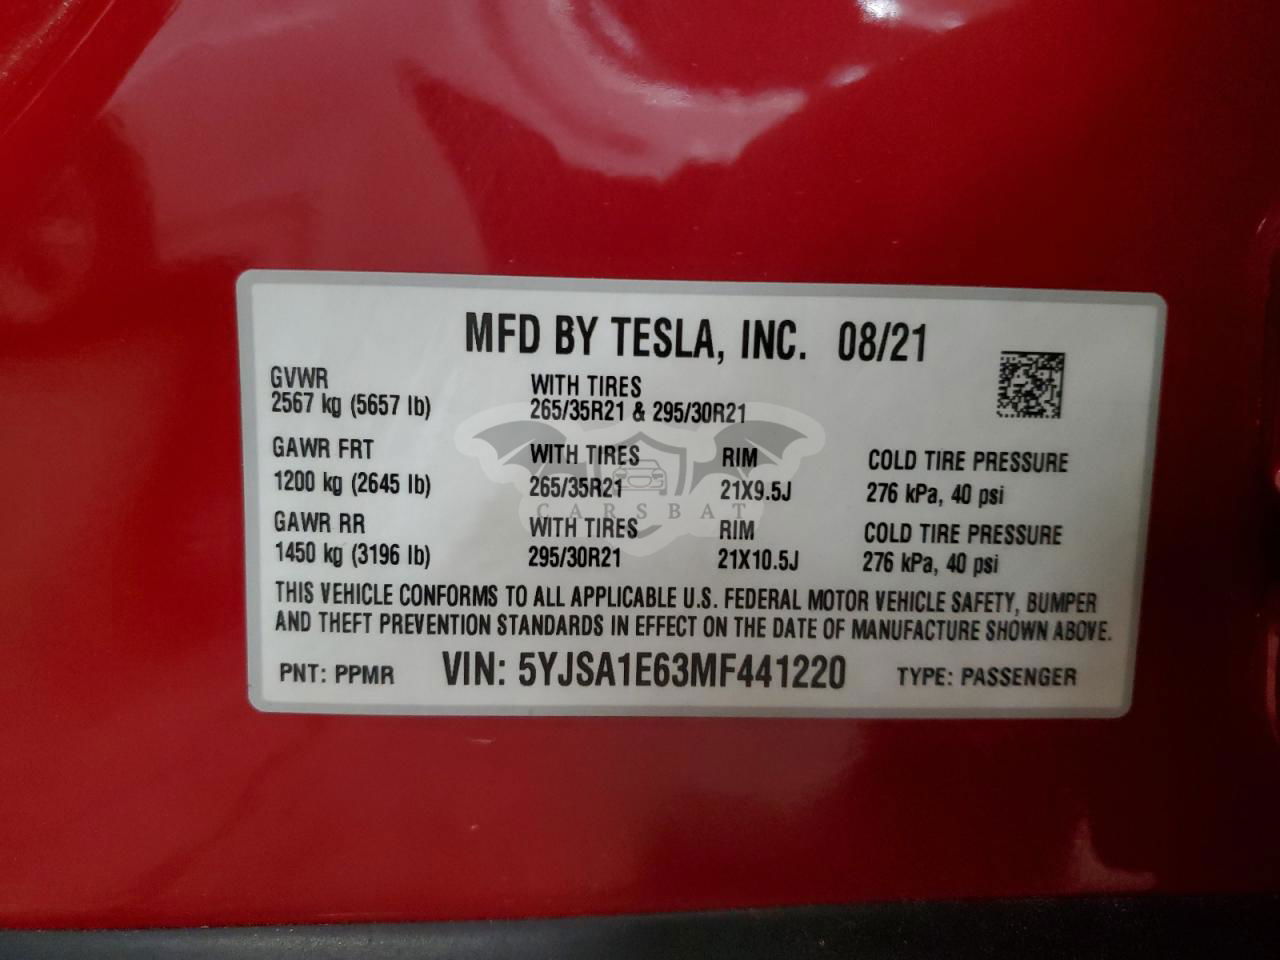 MFD BY TESLA, INC. 08/21
GVWR
2567 kg (5657 lb)
WITH TIRES
265/35R21 & 295/30R21
GAWR FRT
1200 kg (2645 lb)
WITH TIRES
265/35R21
RIM
21X9.5J
COLD TIRE PRESSURE
276 kPa, 40 psi
GAWR RR
1450 kg (3196 lb)
WITH TIRES
295/30R21
RIM
21X10.5J
COLD TIRE PRESSURE
276 kPa, 40 psi
CARSBAT
THIS VEHICLE CONFORMS TO ALL APPLICABLE U.S. FEDERAL MOTOR VEHICLE SAFETY, BUMPER
AND THEFT PREVENTION STANDARDS IN EFFECT ON THE DATE OF MANUFACTURE SHOWN ABOVE.
PNT: PPMR VIN: 5YJSA1E63MF441220 TYPE: PASSENGER